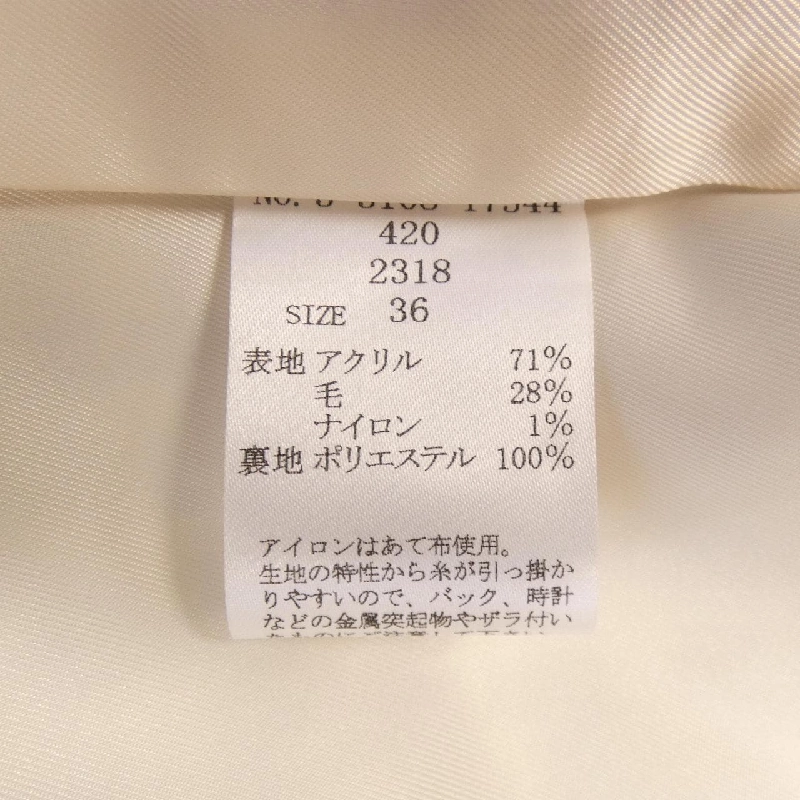 420
2318
SIZE 36
表地 アクリル 71%
毛 28%
ナイロン 1%
裏地 ポリエステル 100%
アイロンはあて布使用。
生地の特性から糸が引っ掛か
りやすいので、バック、時計
などの金属突起物やザラ付い